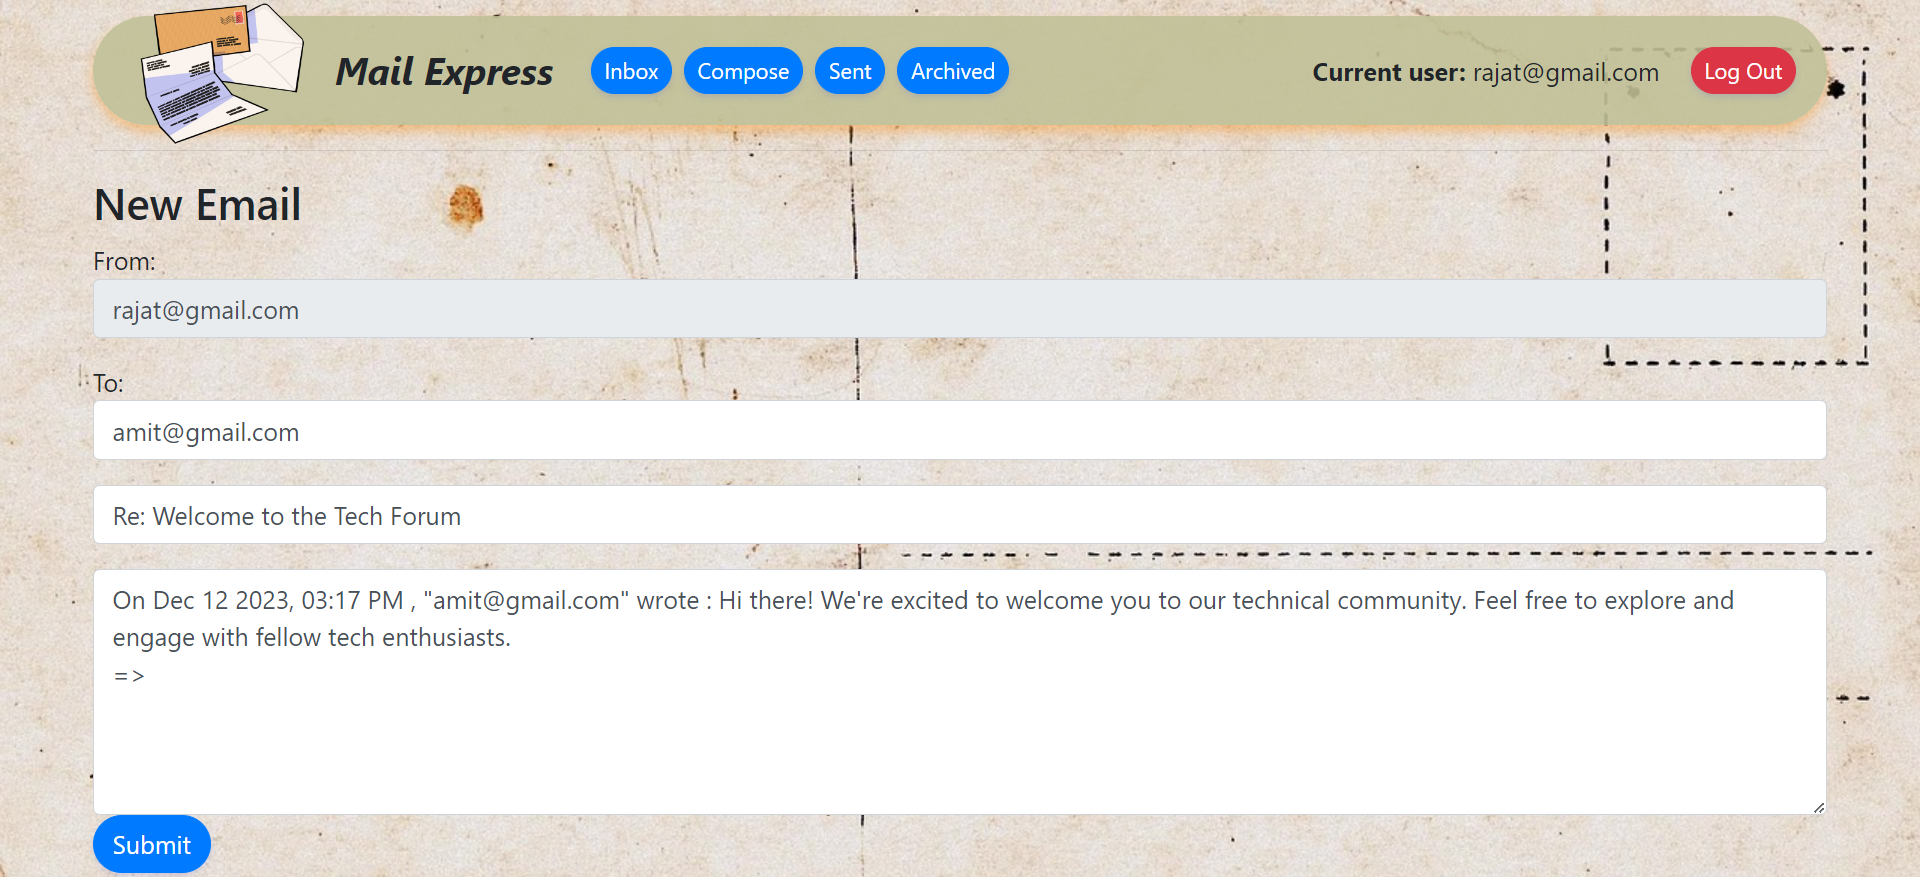 Mail Express
Inbox
Compose
Sent
Archived
Current user: rajat@gmail.com
Log Out
New Email
From:
rajat@gmail.com
To:
amit@gmail.com
Re: Welcome to the Tech Forum
On Dec 12 2023, 03:17 PM , "amit@gmail.com" wrote : Hi there! We're excited to welcome you to our technical community. Feel free to explore and
engage with fellow tech enthusiasts.
=>
Submit